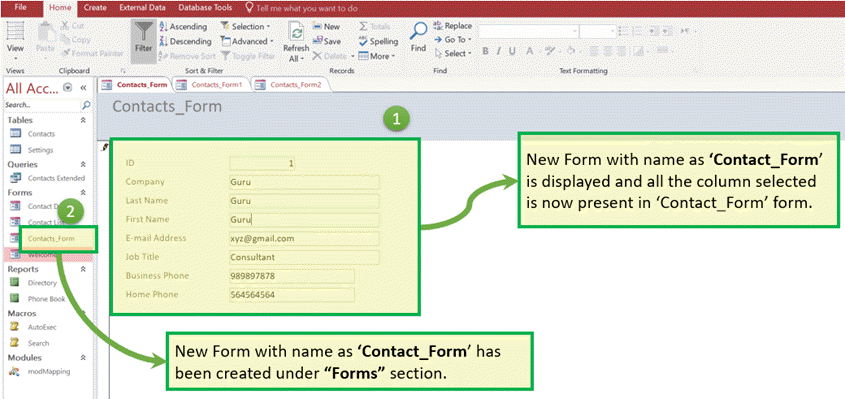 File Home Create External Data Database Tools Tell me what you want to do
View
Views
Paste
Cut
Copy
Format Painter
Clipboard
Filter
Ascending
Descending
Remove Sort
Selection
Advanced
Toggle Filter
Sort & Filter
Refresh
All
New
Save
Delete
Totals
Spelling
More
Records
Find
Replace
Go To
Select
Find
B I U A
Text Formatting
All Acc...
Search...
Tables
Contacts
Settings
Queries
Contacts Extended
Forms
Contact D
Contact Lis
Contacts_Form
Welcome
Reports
Directory
Phone Book
Macros
AutoExec
Search
Modules
modMapping
2
Contacts_Form Contacts_Form1 Contacts_Form2
Contacts_Form
1
ID 1
Company Guru
Last Name Guru
First Name Guru
E-mail Address xyz@gmail.com
Job Title Consultant
Business Phone 989897878
Home Phone 564564564
New Form with name as ‘Contact_Form’
is displayed and all the column selected
is now present in ‘Contact_Form’ form.
New Form with name as ‘Contact_Form’ has
been created under “Forms” section.